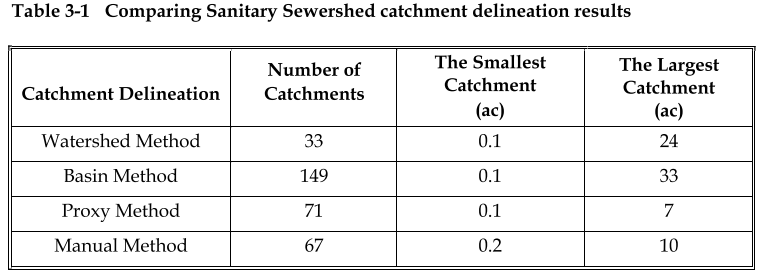 Table 3-1 Comparing Sanitary Sewershed catchment delineation results
Catchment Delineation Number of Catchments The Smallest Catchment (ac) The Largest Catchment (ac)
Watershed Method 33 0.1 24
Basin Method 149 0.1 33
Proxy Method 71 0.1 7
Manual Method 67 0.2 10